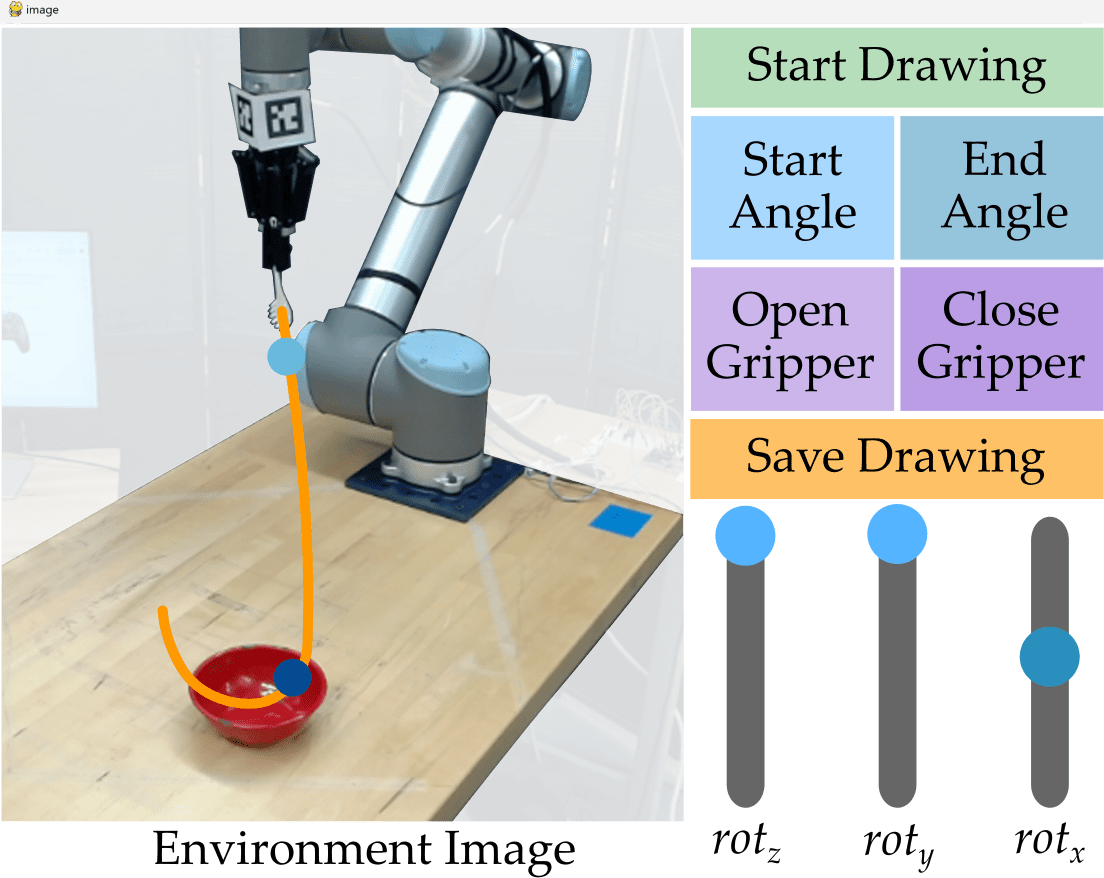 image
Start Drawing
Start
Angle
End
Angle
Open
Gripper
Close
Gripper
Save Drawing
rot_z
rot_y
rot_x
Environment Image